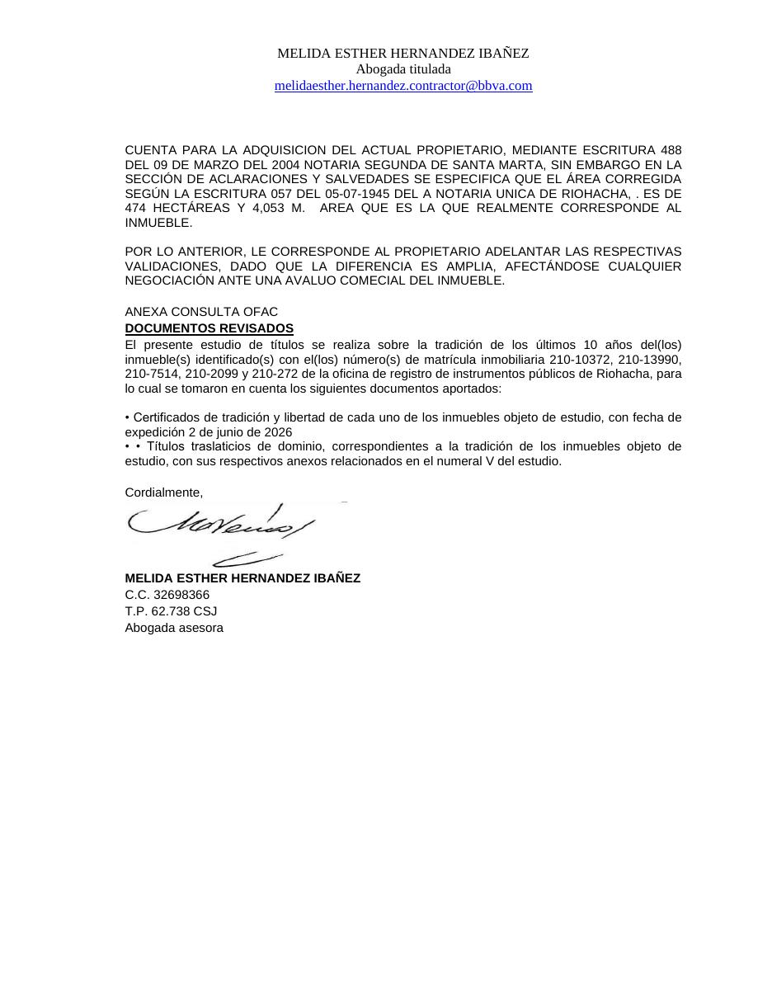 MELIDA ESTHER HERNANDEZ IBAÑEZ
Abogada titulada
melidaesther.hernandez.contractor@bbva.com
CUENTA PARA LA ADQUISICION DEL ACTUAL PROPIETARIO, MEDIANTE ESCRITURA 488
DEL 09 DE MARZO DEL 2004 NOTARIA SEGUNDA DE SANTA MARTA, SIN EMBARGO EN LA
SECCIÓN DE ACLARACIONES Y SALVEDADES SE ESPECIFICA QUE EL ÁREA CORREGIDA
SEGÚN LA ESCRITURA 057 DEL 05-07-1945 DEL A NOTARIA UNICA DE RIOHACHA, . ES DE
474 HECTÁREAS Y 4,053 M. AREA QUE ES LA QUE REALMENTE CORRESPONDE AL
INMUEBLE.
POR LO ANTERIOR, LE CORRESPONDE AL PROPIETARIO ADELANTAR LAS RESPECTIVAS
VALIDACIONES, DADO QUE LA DIFERENCIA ES AMPLIA, AFECTÁNDOSE CUALQUIER
NEGOCIACIÓN ANTE UNA AVALUO COMECIAL DEL INMUEBLE.
ANEXA CONSULTA OFAC
DOCUMENTOS REVISADOS
El presente estudio de títulos se realiza sobre la tradición de los últimos 10 años del(los)
inmueble(s) identificado(s) con el(los) número(s) de matrícula inmobiliaria 210-10372, 210-13990,
210-7514, 210-2099 y 210-272 de la oficina de registro de instrumentos públicos de Riohacha, para
lo cual se tomaron en cuenta los siguientes documentos aportados:
• Certificados de tradición y libertad de cada uno de los inmuebles objeto de estudio, con fecha de
expedición 2 de junio de 2026
• • Títulos traslaticios de dominio, correspondientes a la tradición de los inmuebles objeto de
estudio, con sus respectivos anexos relacionados en el numeral V del estudio.
Cordialmente,
MELIDA ESTHER HERNANDEZ IBAÑEZ
C.C. 32698366
T.P. 62.738 CSJ
Abogada asesora